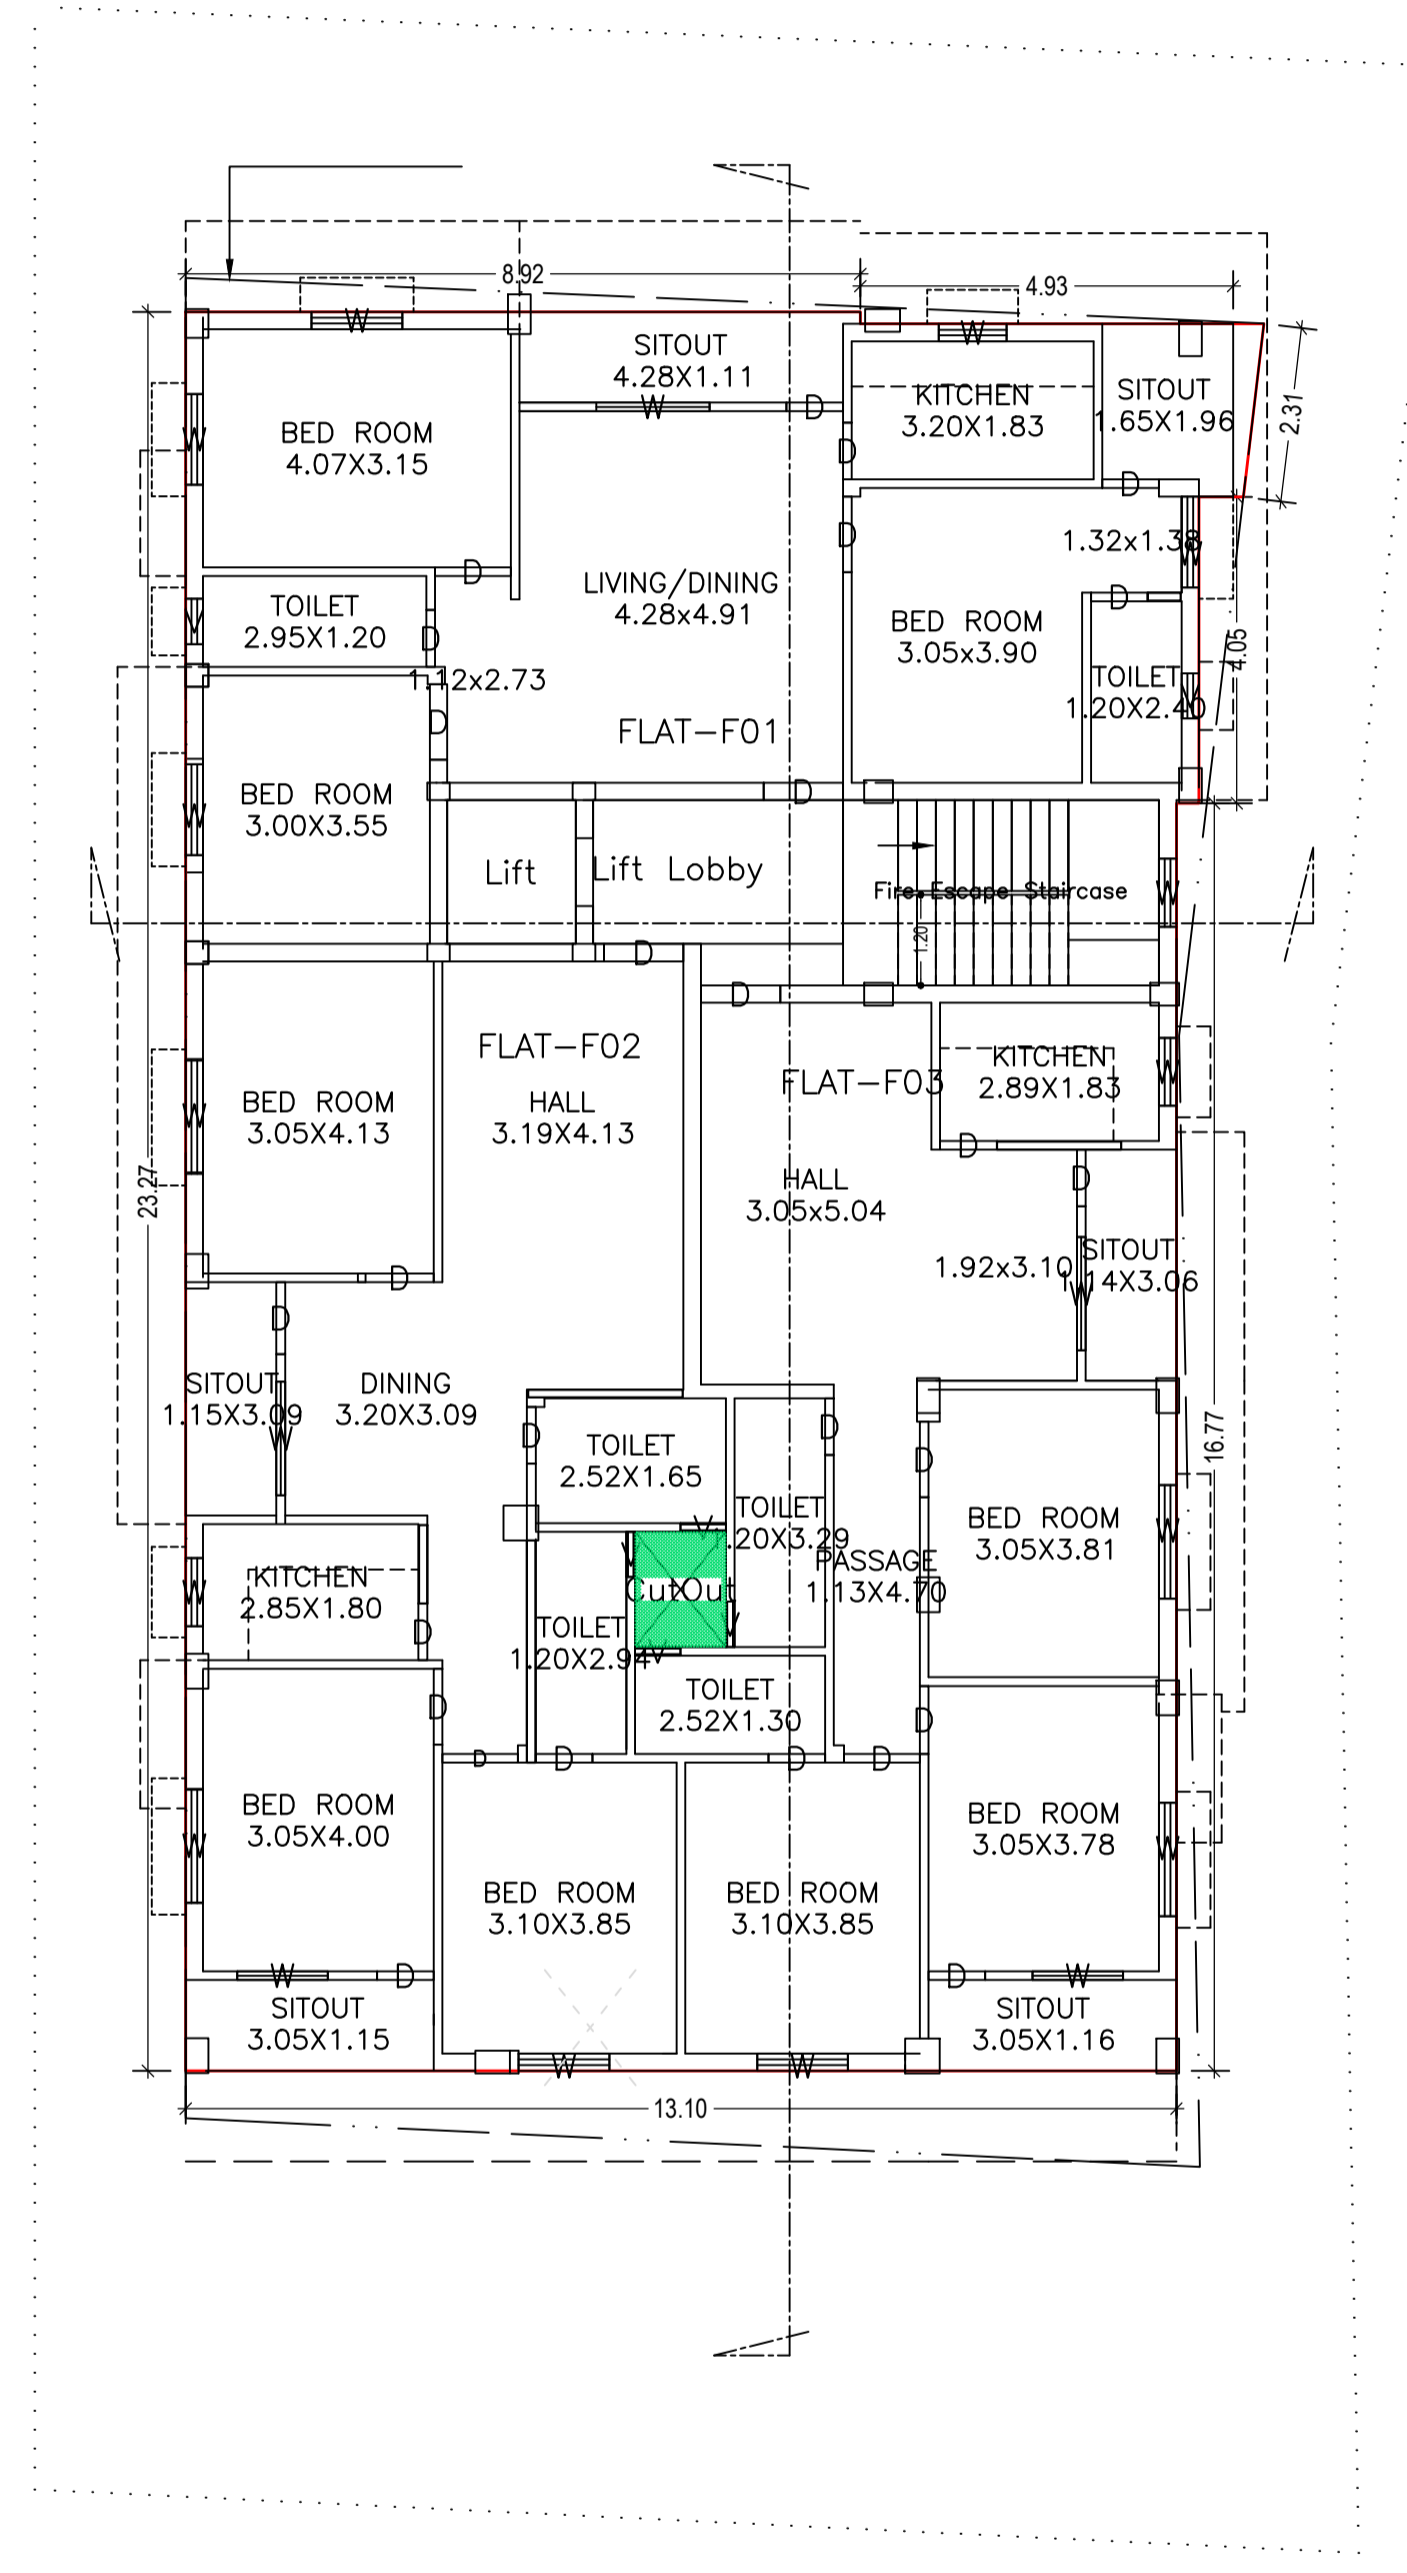 8.92
4.93
SITOUT
4.28X1.11
W
W
2.31
KITCHEN
3.20X1.83
SITOUT
1.65X1.96
W
D
BED ROOM
4.07X3.15
W
D
D
D
1.32x1.38
W
D
LIVING/DINING
4.28x4.91
TOILET
2.95X1.20
D
D
BED ROOM
3.05x3.90
4.05
1.12x2.73
TOILET
1.20X2.40
D
FLAT-F01
BED ROOM
3.00X3.55
W
D
Lift
Lift Lobby
Fire Escape Staircase
W
1.20
D
D
FLAT-F02
KITCHEN
2.89X1.83
W
FLAT-F03
BED ROOM
3.05X4.13
W
HALL
3.19X4.13
D
D
HALL
3.05x5.04
23.27
1.92x3.10
SITOUT
1.14X3.06
W
D
D
SITOUT
1.15X3.09
W
DINING
3.20X3.09
16.77
D
D
D
TOILET
2.52X1.65
TOILET
1.20X3.29
BED ROOM
3.05X3.81
W
PASSAGE
1.13X4.70
KITCHEN
2.85X1.80
W
CutOut
D
TOILET
1.20X2.94
V
TOILET
2.52X1.30
D
D
D
D
D
D
BED ROOM
3.05X4.00
W
BED ROOM
3.05X3.78
W
BED ROOM
3.10X3.85
BED ROOM
3.10X3.85
W
D
D
W
SITOUT
3.05X1.15
SITOUT
3.05X1.16
W
W
13.10